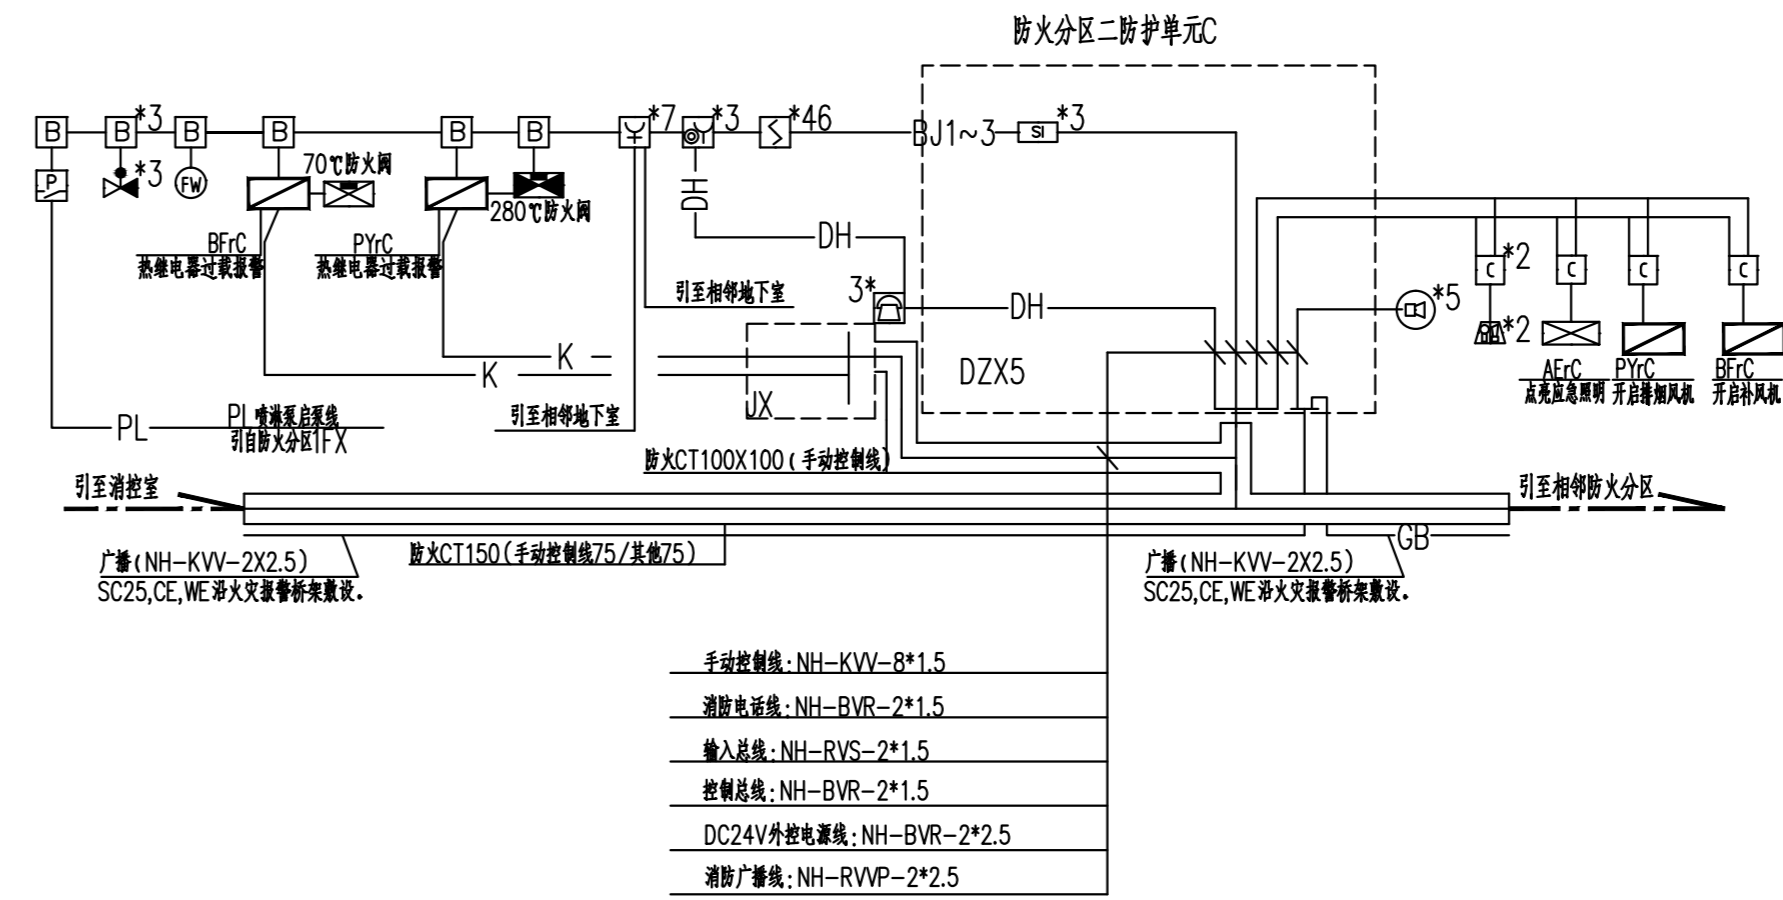 防火分区二防护单元C
B
B
*3
B
B
B
B
*7
*3
*46
BJ1~3
SI
*3
P
*3
FW
70℃防火阀
280℃防火阀
DH
DH
BFrC
热继电器过载报警
PYrC
热继电器过载报警
引至相邻地下室
3*
DH
*5
C
*2
C
C
C
*2
K
K
JX
DZX5
AErC
点亮应急照明
PYrC
开启排烟风机
BFrC
开启补风机
PL
PL喷淋泵启泵线
引自防火分区1FX
引至相邻地下室
防火CT100X100(手动控制线)
引至消控室
引至相邻防火分区
防火CT150(手动控制线75/其他75)
GB
广播(NH-KVV-2X2.5)
SC25,CE,WE沿火灾报警桥架敷设。
广播(NH-KVV-2X2.5)
SC25,CE,WE沿火灾报警桥架敷设。
手动控制线:NH-KVV-8*1.5
消防电话线:NH-BVR-2*1.5
输入总线:NH-RVS-2*1.5
控制总线:NH-BVR-2*1.5
DC24V外控电源线:NH-BVR-2*2.5
消防广播线:NH-RVVP-2*2.5